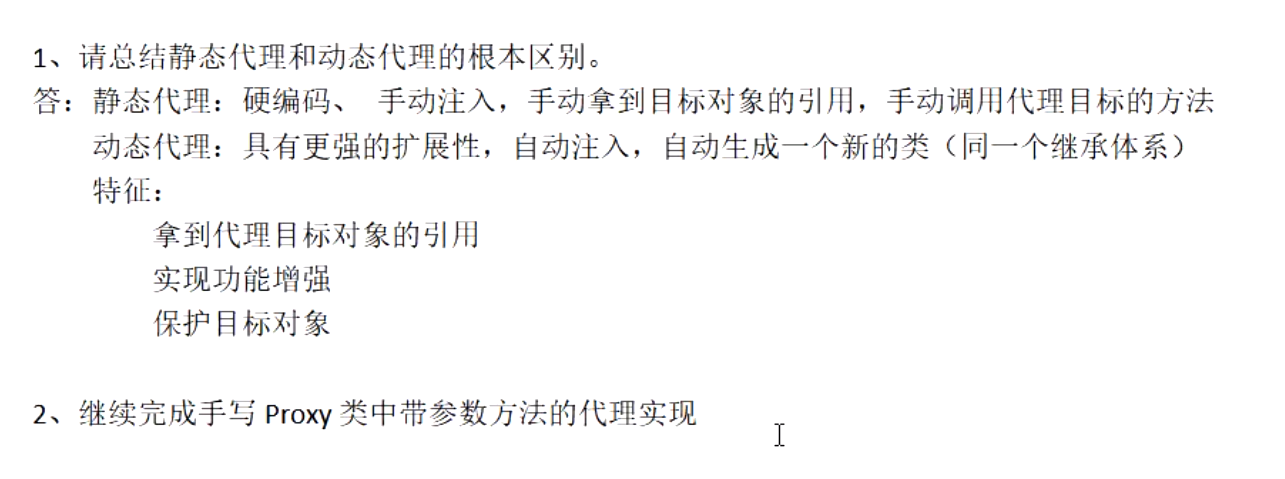 1、请总结静态代理和动态代理的根本区别。
答：静态代理：硬编码、 手动注入，手动拿到目标对象的引用，手动调用代理目标的方法
动态代理：具有更强的扩展性，自动注入，自动生成一个新的类（同一个继承体系）
特征：
拿到代理目标对象的引用
实现功能增强
保护目标对象
2、继续完成手写 Proxy 类中带参数方法的代理实现